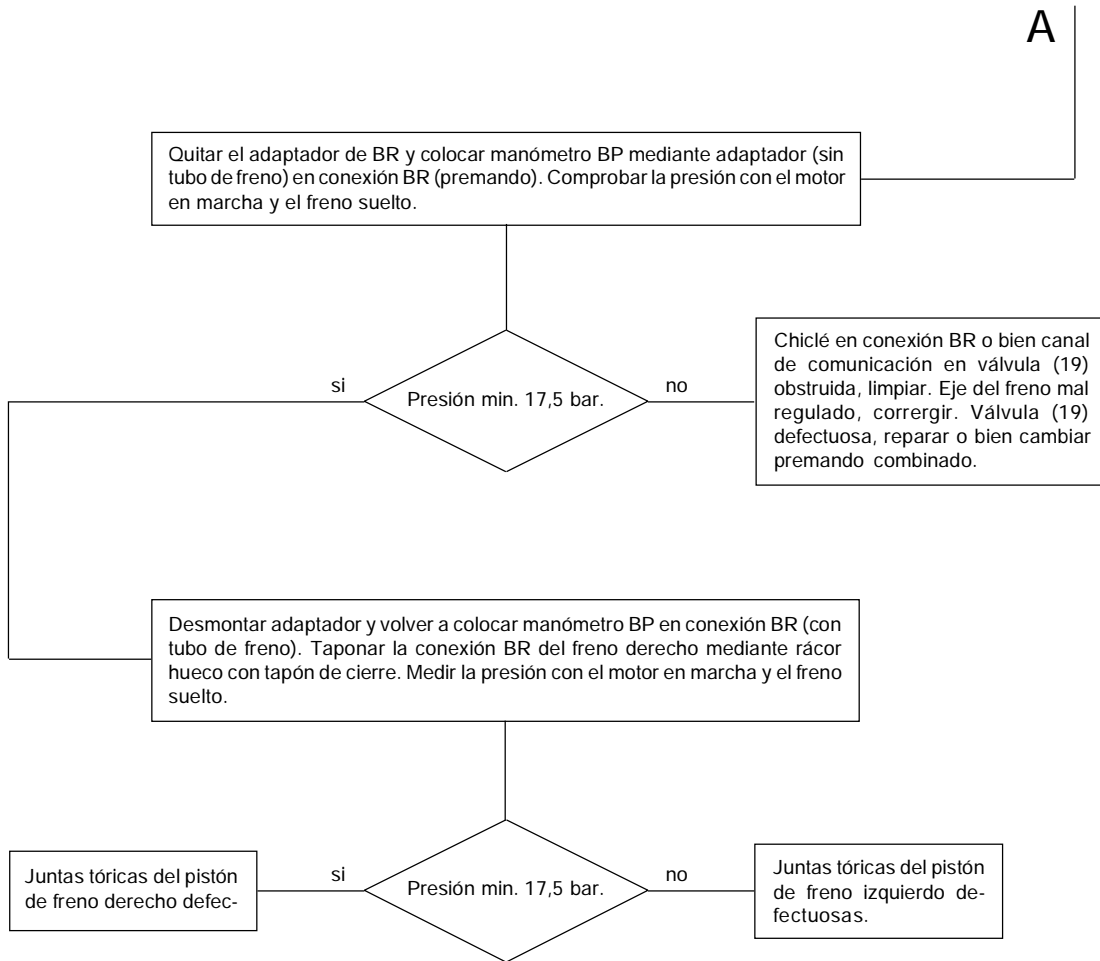 A
Quitar el adaptador de BR y colocar manómetro BP mediante adaptador (sin
tubo de freno) en conexión BR (premando). Comprobar la presión con el motor
en marcha y el freno suelto.
si
Presión min. 17,5 bar.
no
Chiclé en conexión BR o bien canal
de comunicación en válvula (19)
obstruida, limpiar. Eje del freno mal
regulado, corrergir. Válvula (19)
defectuosa, reparar o bien cambiar
premando combinado.
Desmontar adaptador y volver a colocar manómetro BP en conexión BR (con
tubo de freno). Taponar la conexión BR del freno derecho mediante rácor
hueco con tapón de cierre. Medir la presión con el motor en marcha y el freno
suelto.
Juntas tóricas del pistón
de freno derecho defec-
si
Presión min. 17,5 bar.
no
Juntas tóricas del pistón
de freno izquierdo de-
fectuosas.